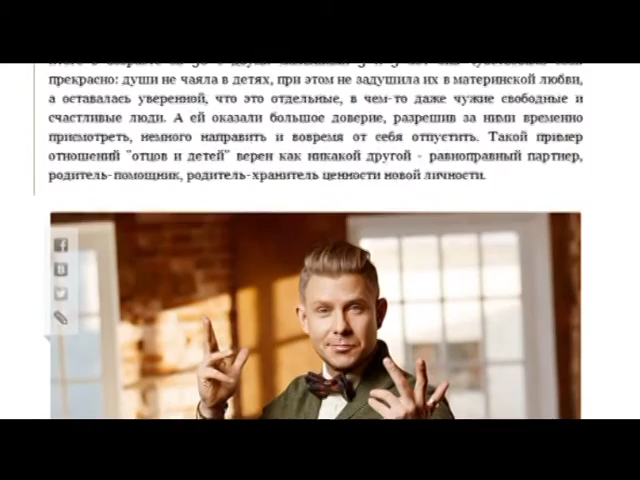 прекрасно: души не чаяла в детях, при этом не задушила их в материнской любви,
а оставалась уверенной, что это отдельные, в чем-то даже чужие свободные и
счастливые люди. А ей оказали большое доверие, разрешив за ними временно
присмотреть, немного направить и вовремя от себя отпустить. Такой пример
отношений "отцов и детей" верен как никакой другой - равноправный партнер,
родитель-помощник, родитель-хранитель ценности новой личности.